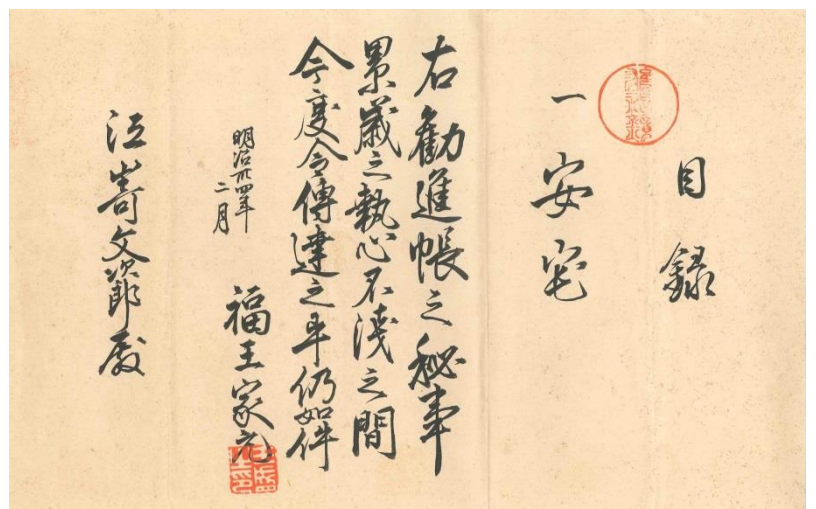 目録
一 安宅
右勧進帳之秘事
累歳之執心不浅之間
今度令傳達之畢仍如件
明治卅四年
二月
福王家元
江嵜文次郎殿